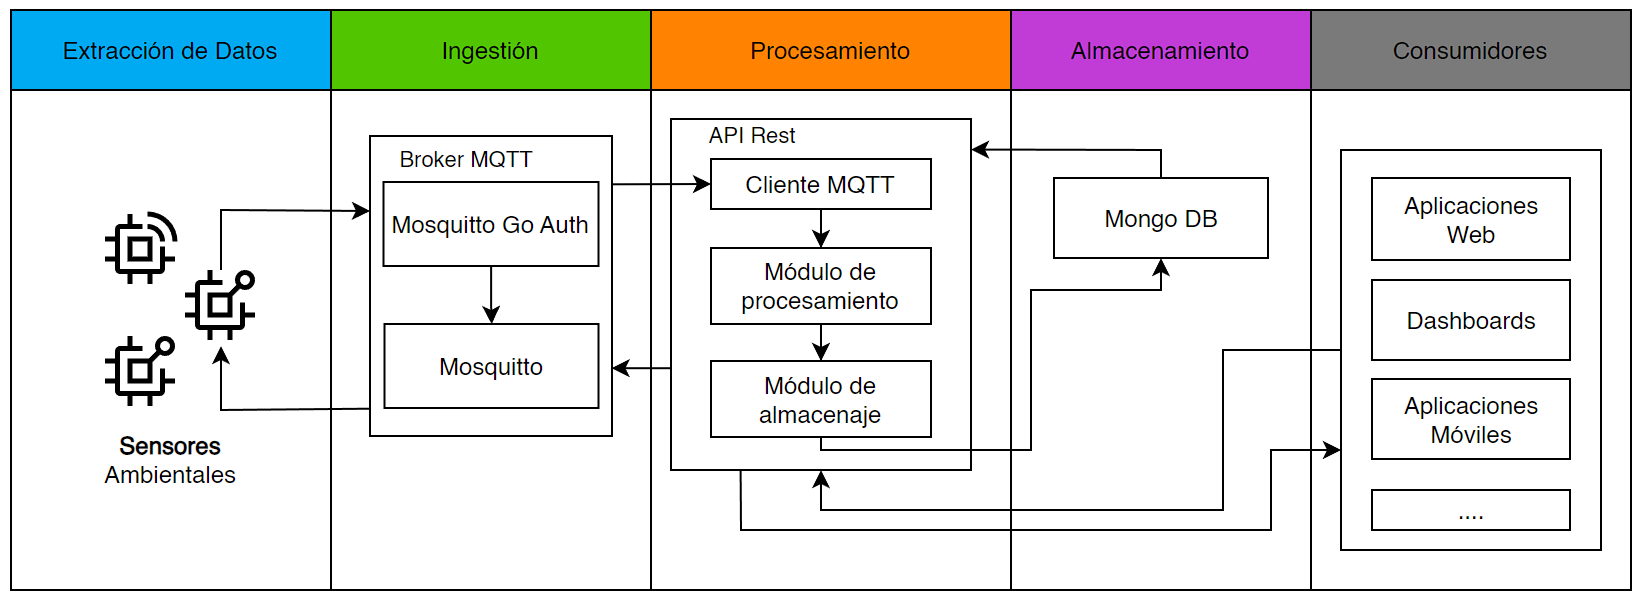 Extracción de Datos
Ingestión
Procesamiento
Almacenamiento
Consumidores
Sensores
Ambientales
Broker MQTT
Mosquitto Go Auth
Mosquitto
API Rest
Cliente MQTT
Módulo de
procesamiento
Módulo de
almacenaje
Mongo DB
Aplicaciones
Web
Dashboards
Aplicaciones
Móviles
....